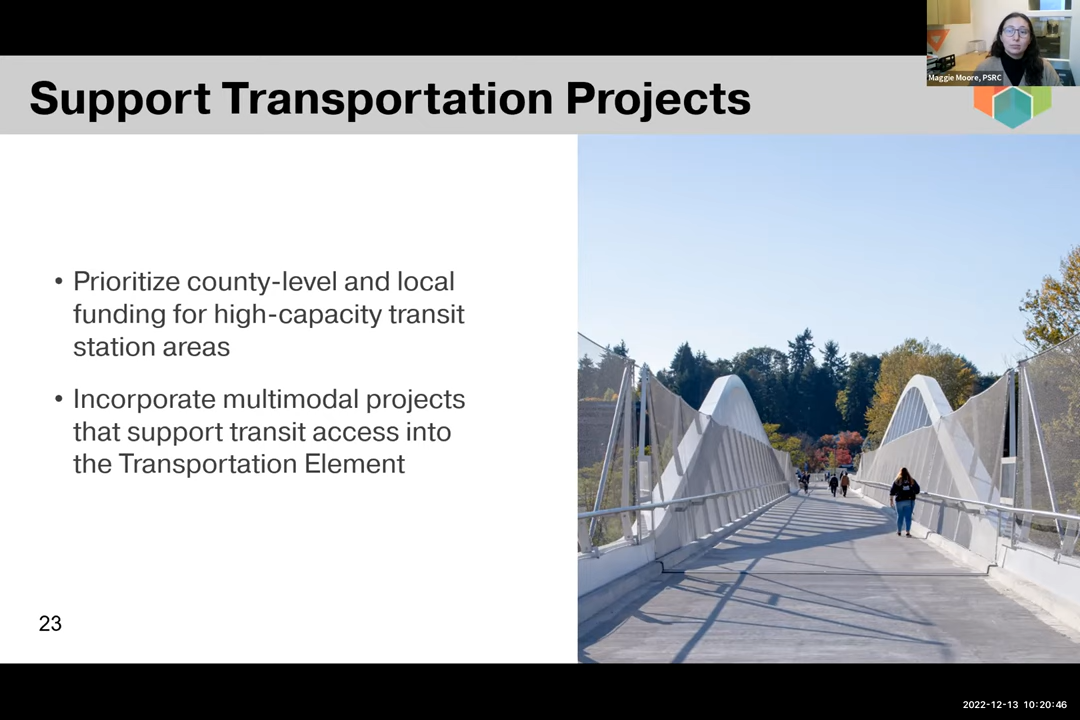 Maggie Moore, PSRC
Support Transportation Projects
• Prioritize county-level and local
funding for high-capacity transit
station areas
• Incorporate multimodal projects
that support transit access into
the Transportation Element
23
2022-12-13 10:20:46